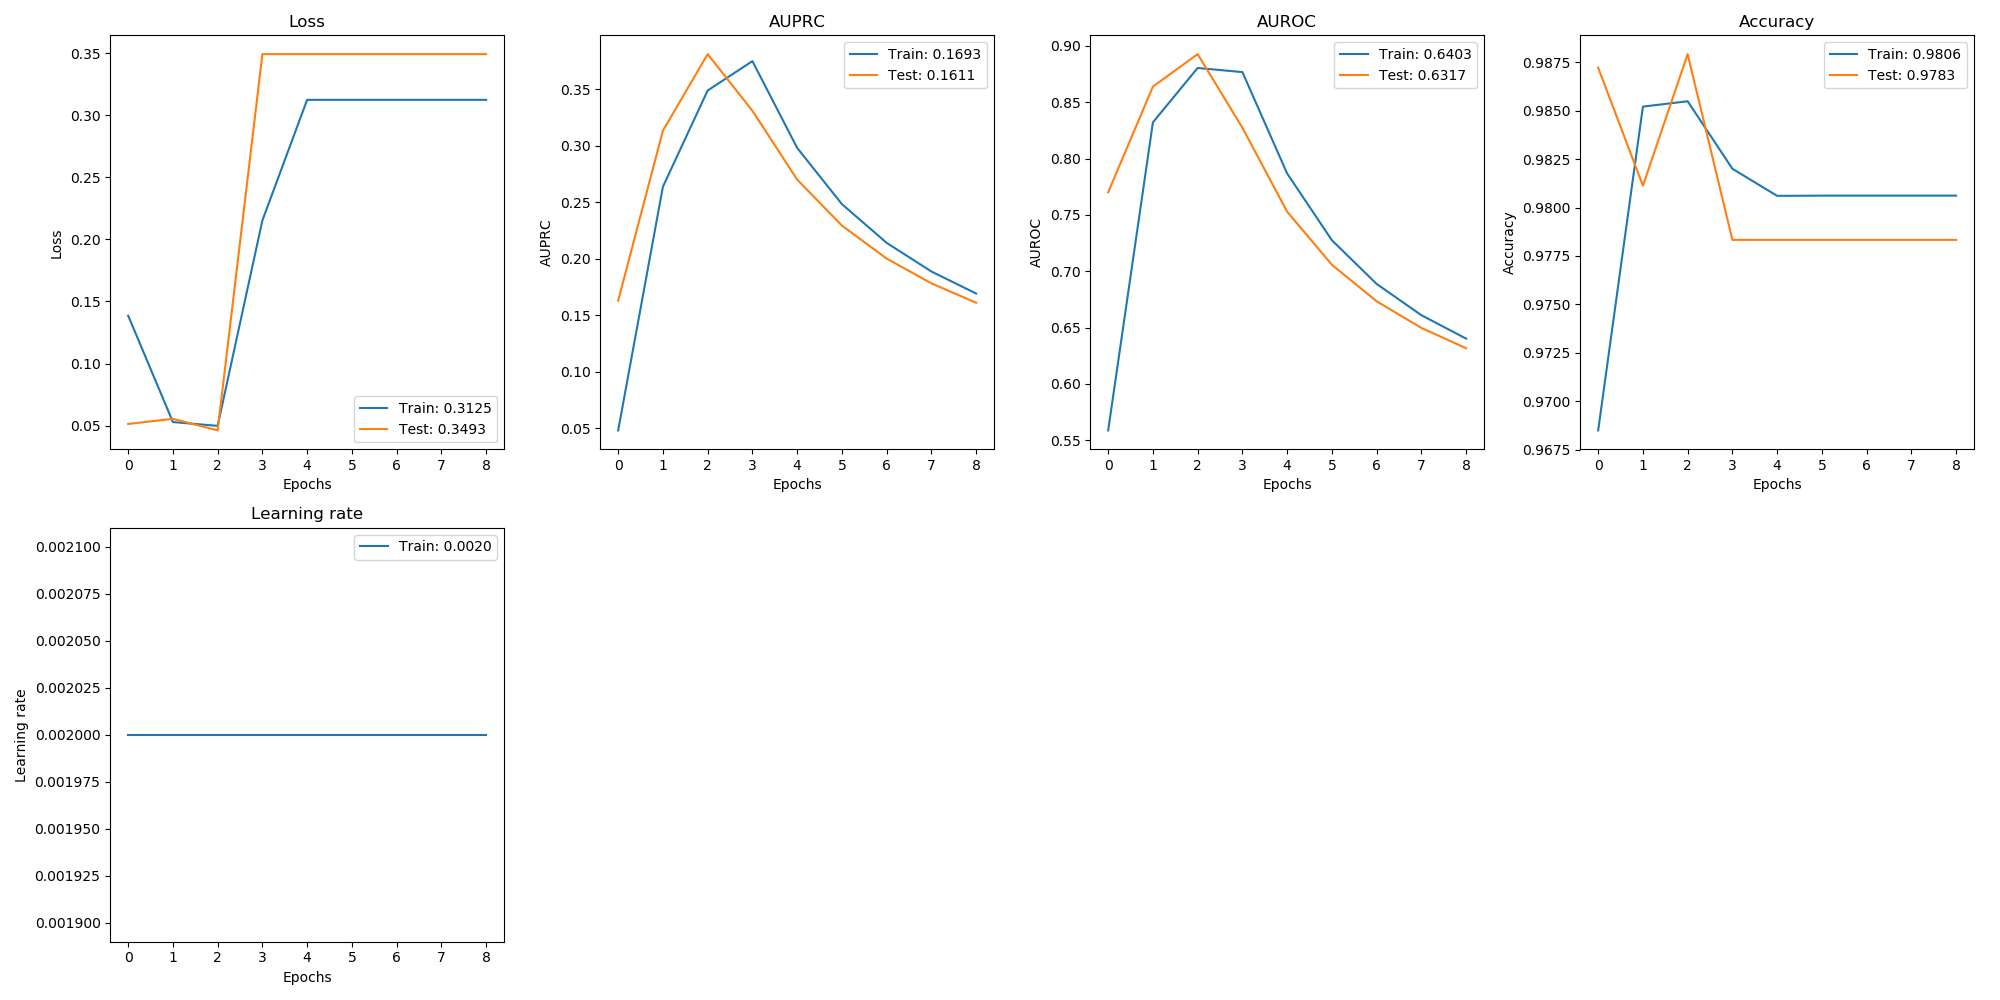 Loss
0.35
0.30
0.25
0.20
0.15
0.10
0.05
Loss
Train: 0.3125
Test: 0.3493
0 1 2 3 4 5 6 7 8
Epochs
AUPRC
0.35
0.30
0.25
0.20
0.15
0.10
0.05
AUPRC
Train: 0.1693
Test: 0.1611
0 1 2 3 4 5 6 7 8
Epochs
AUROC
0.90
0.85
0.80
0.75
0.70
0.65
0.60
0.55
AUROC
Train: 0.6403
Test: 0.6317
0 1 2 3 4 5 6 7 8
Epochs
Accuracy
0.9875
0.9850
0.9825
0.9800
0.9775
0.9750
0.9725
0.9700
0.9675
Accuracy
Train: 0.9806
Test: 0.9783
0 1 2 3 4 5 6 7 8
Epochs
Learning rate
0.002100
0.002075
0.002050
0.002025
0.002000
0.001975
0.001950
0.001925
0.001900
Learning rate
Train: 0.0020
0 1 2 3 4 5 6 7 8
Epochs